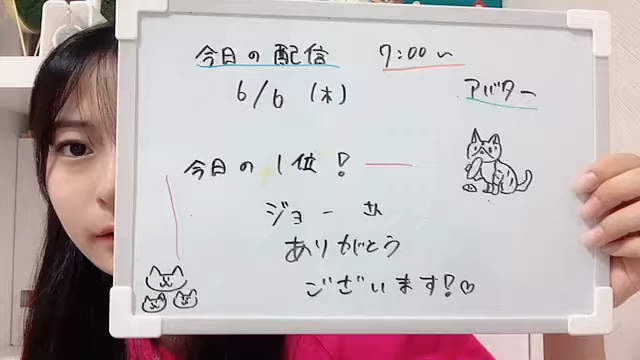 今日の配信 7:00~
6/6 (木)
アバター
今日の1位!
ジョー さん
ありがとう
ございます!♡